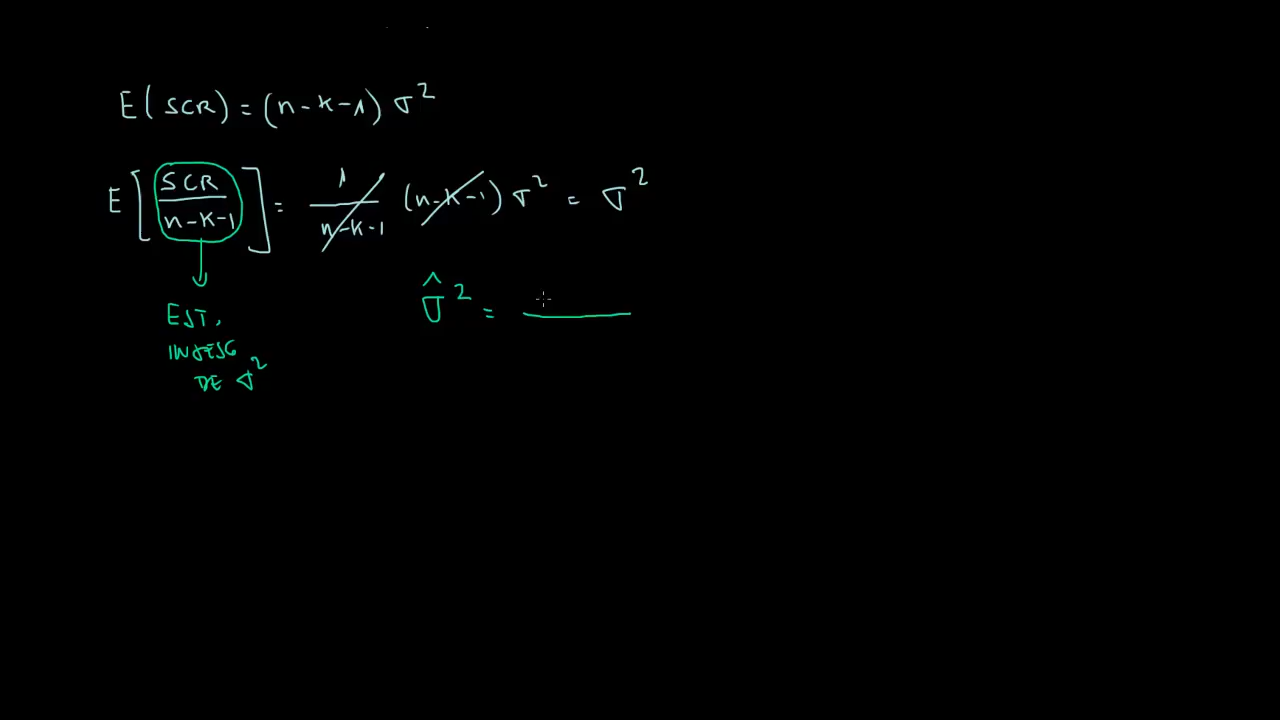 E(SCR) = (n-k-1) σ²
E[SCR/n-k-1] = 1/n-k-1 (n-k-1) σ² = σ²
σ̂² =
EST.
INSESG
DE σ²